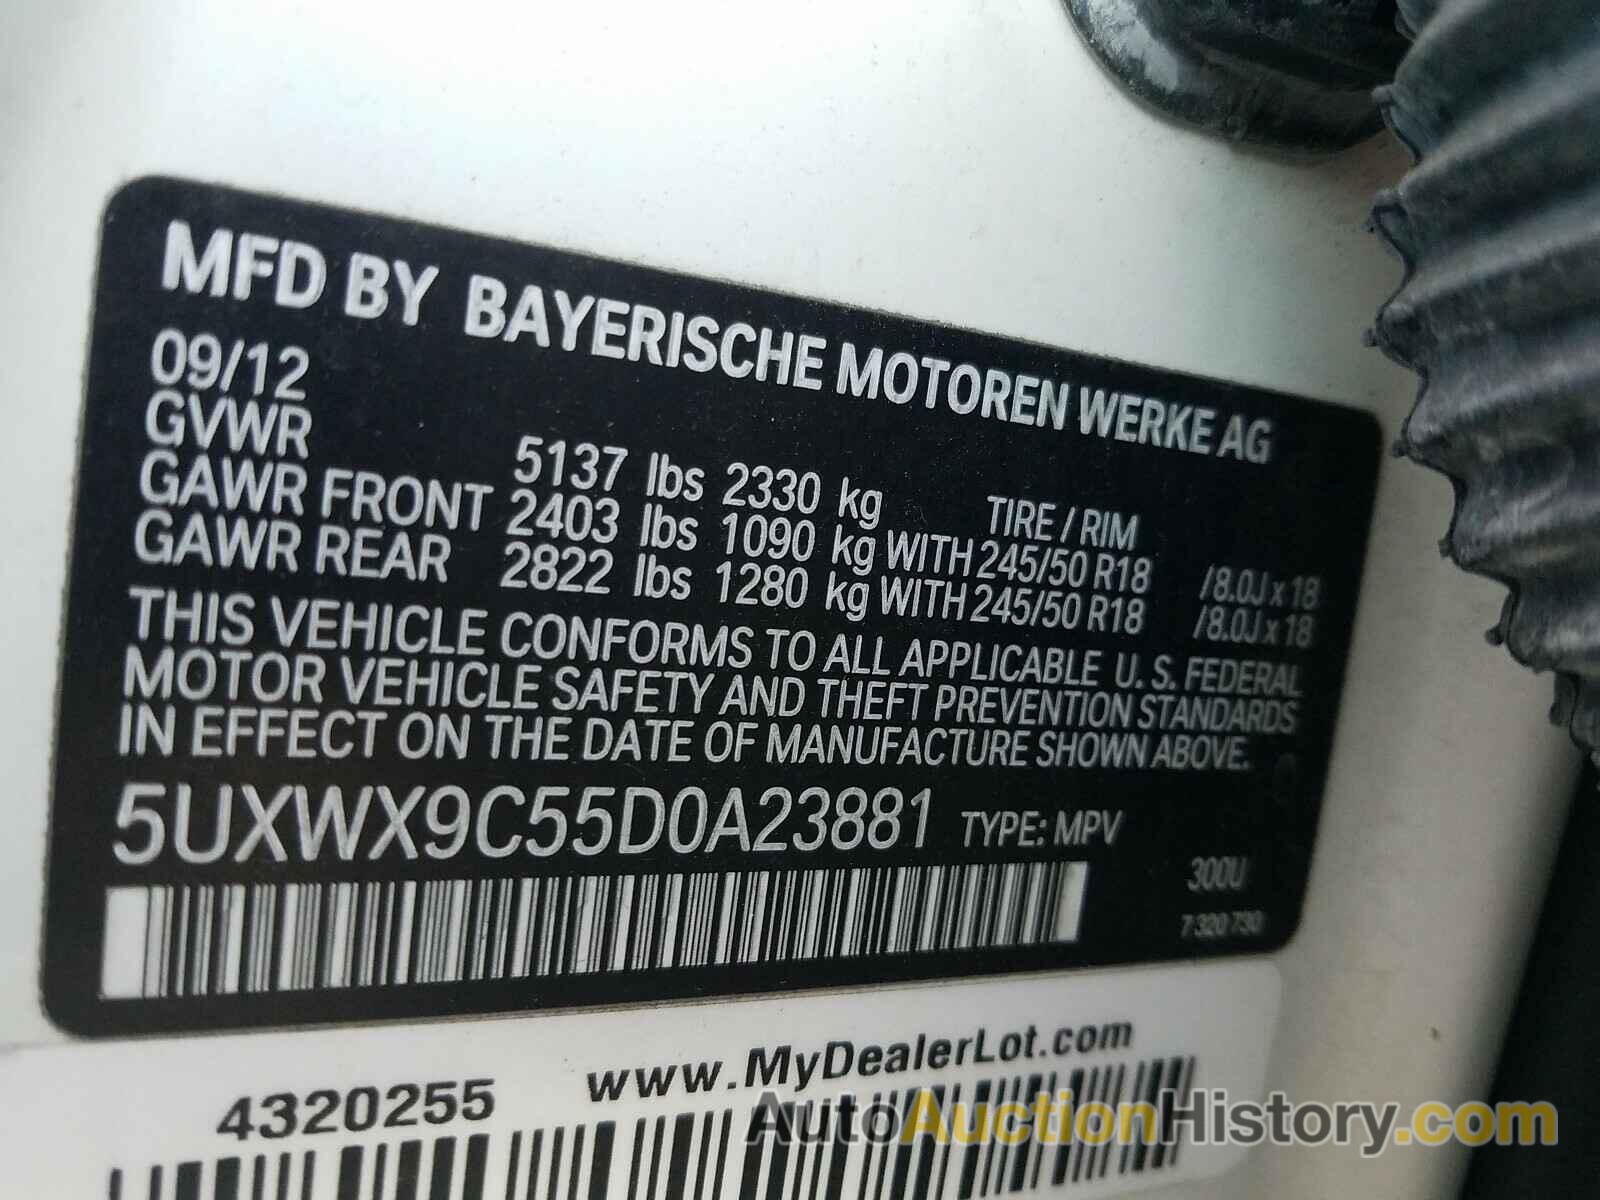 MFD BY BAYERISCHE MOTOREN WERKE AG
09/12
GVWR 5137 lbs 2330 kg TIRE / RIM
GAWR FRONT 2403 lbs 1090 kg WITH 245/50 R18 /8.0J x 18
GAWR REAR 2822 lbs 1280 kg WITH 245/50 R18 /8.0J x 18
THIS VEHICLE CONFORMS TO ALL APPLICABLE U. S. FEDERAL
MOTOR VEHICLE SAFETY AND THEFT PREVENTION STANDARDS
IN EFFECT ON THE DATE OF MANUFACTURE SHOWN ABOVE.
5UXWX9C55D0A23881 TYPE: MPV
300U
7 320 730
4320255 www.MyDealerLot.com
AutoAuctionHistory.com